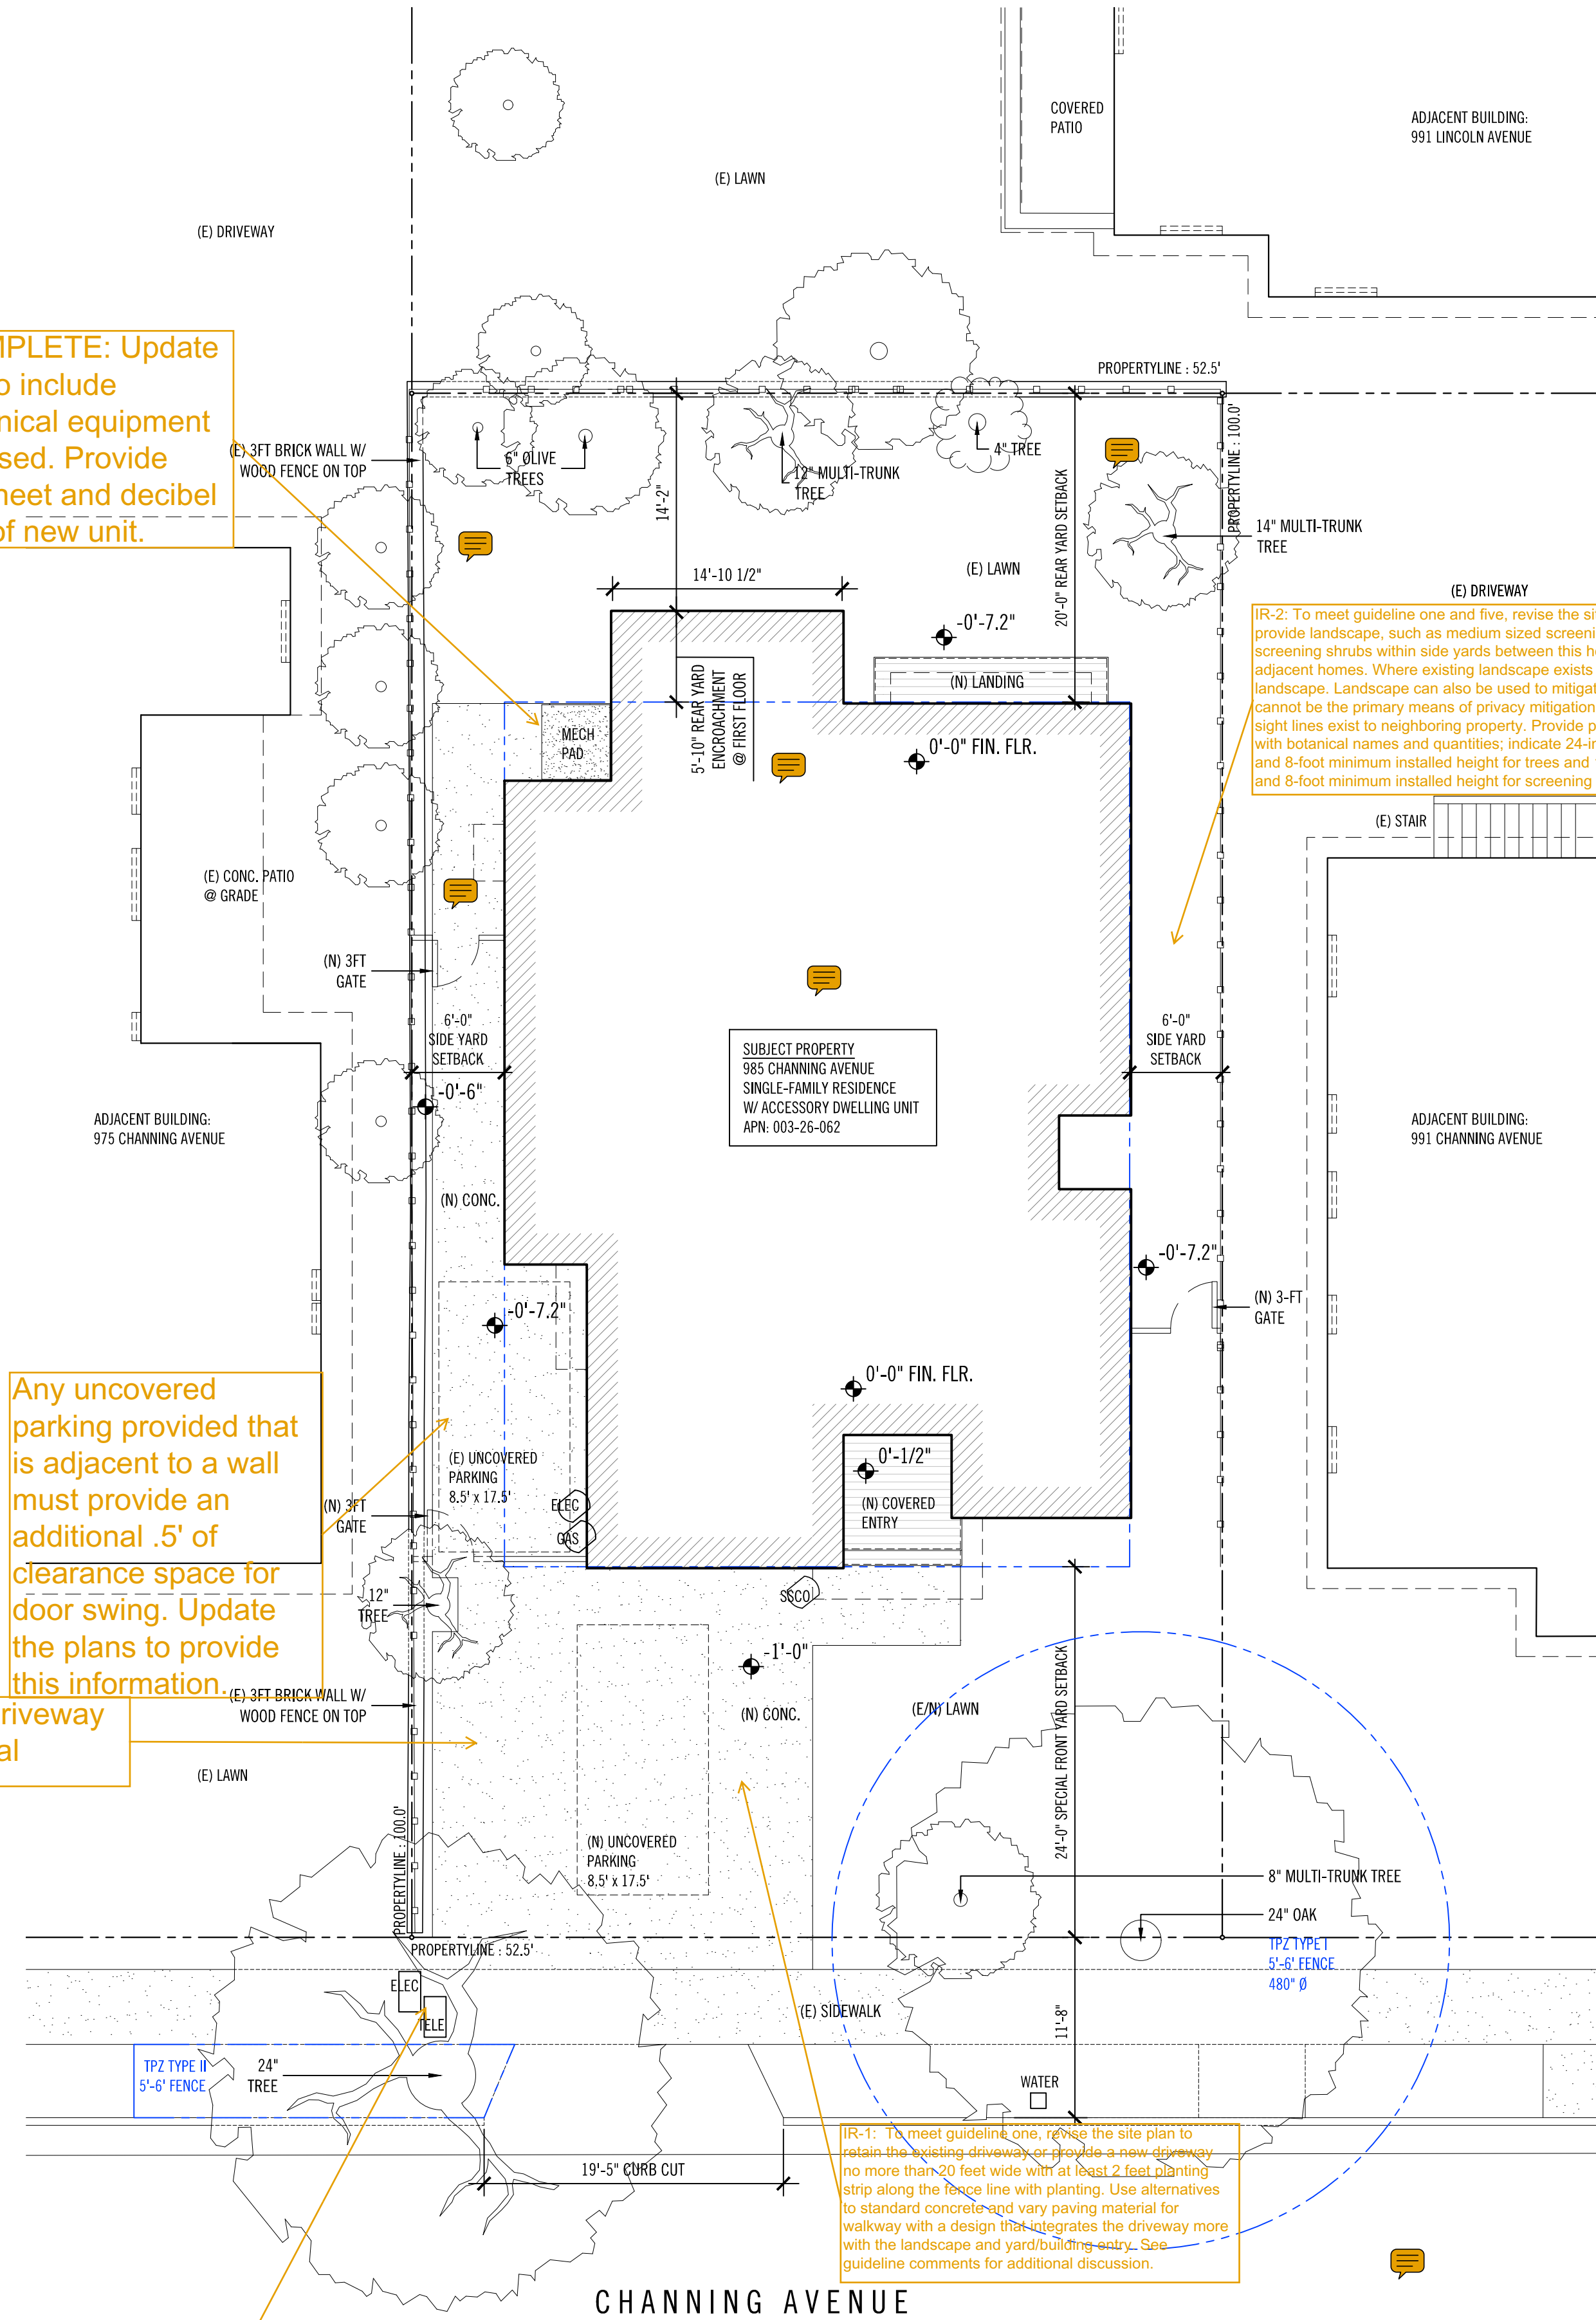 COVERED
PATIO
ADJACENT BUILDING:
991 LINCOLN AVENUE
(E) LAWN
(E) DRIVEWAY
MPLETE: Update
o include
nical equipment
sed. Provide
heet and decibel
of new unit.
PROPERTYLINE : 52.5'
PROPERTYLINE : 100.0'
(E) 3FT BRICK WALL W/
WOOD FENCE ON TOP
6" OLIVE
TREES
12" MULTI-TRUNK
TREE
4" TREE
14'-2"
20'-0" REAR YARD SETBACK
14" MULTI-TRUNK
TREE
14'-10 1/2"
(E) LAWN
(E) DRIVEWAY
-0'-7.2"
IR-2: To meet guideline one and five, revise the si
provide landscape, such as medium sized screeni
screening shrubs within side yards between this h
adjacent homes. Where existing landscape exists
landscape. Landscape can also be used to mitigat
cannot be the primary means of privacy mitigation
sight lines exist to neighboring property. Provide p
with botanical names and quantities; indicate 24-i
and 8-foot minimum installed height for trees and
and 8-foot minimum installed height for screening
5'-10" REAR YARD
ENCROACHMENT
@ FIRST FLOOR
(N) LANDING
MECH
PAD
0'-0" FIN. FLR.
(E) STAIR
(E) CONC. PATIO
@ GRADE
(N) 3FT
GATE
6'-0"
SIDE YARD
SETBACK
6'-0"
SIDE YARD
SETBACK
SUBJECT PROPERTY
985 CHANNING AVENUE
SINGLE-FAMILY RESIDENCE
W/ ACCESSORY DWELLING UNIT
APN: 003-26-062
-0'-6"
ADJACENT BUILDING:
975 CHANNING AVENUE
ADJACENT BUILDING:
991 CHANNING AVENUE
(N) CONC.
-0'-7.2"
-0'-7.2"
(N) 3-FT
GATE
0'-0" FIN. FLR.
Any uncovered
parking provided that
is adjacent to a wall
must provide an
additional .5' of
clearance space for
door swing. Update
the plans to provide
this information.
(E) UNCOVERED
PARKING
8.5' x 17.5'
0'-1/2"
(N) COVERED
ENTRY
ELEC
GAS
(N) 3FT
GATE
12"
TREE
SSCO
-1'-0"
(E) 3FT BRICK WALL W/
WOOD FENCE ON TOP
riveway
al
(N) CONC.
(E/N) LAWN
24'-0" SPECIAL FRONT YARD SETBACK
(E) LAWN
PROPERTYLINE : 100.0'
(N) UNCOVERED
PARKING
8.5' x 17.5'
8" MULTI-TRUNK TREE
24" OAK
TPZ TYPE I
5'-6' FENCE
480" Ø
PROPERTYLINE : 52.5'
ELEC
TELE
(E) SIDEWALK
11'-8"
TPZ TYPE II
5'-6' FENCE
24"
TREE
WATER
19'-5" CURB CUT
IR-1: To meet guideline one, revise the site plan to
retain the existing driveway or provide a new driveway
no more than 20 feet wide with at least 2 feet planting
strip along the fence line with planting. Use alternatives
to standard concrete and vary paving material for
walkway with a design that integrates the driveway more
with the landscape and yard/building entry. See
guideline comments for additional discussion.
CHANNING AVENUE